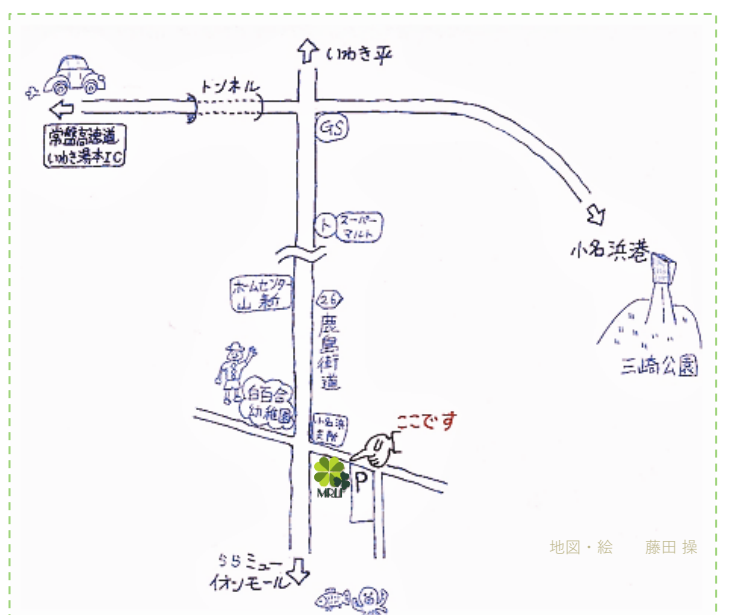 いわき平
トンネル
常磐高速道
いわき湯本IC
GS
ト
スーパー
マルト
小名浜港
ホームセンター
山新
26
鹿島街道
三崎公園
白百合
幼稚園
小名浜
支所
ここです
P
MRLF
地図・絵 藤田 操
ららミュー
イオンモール